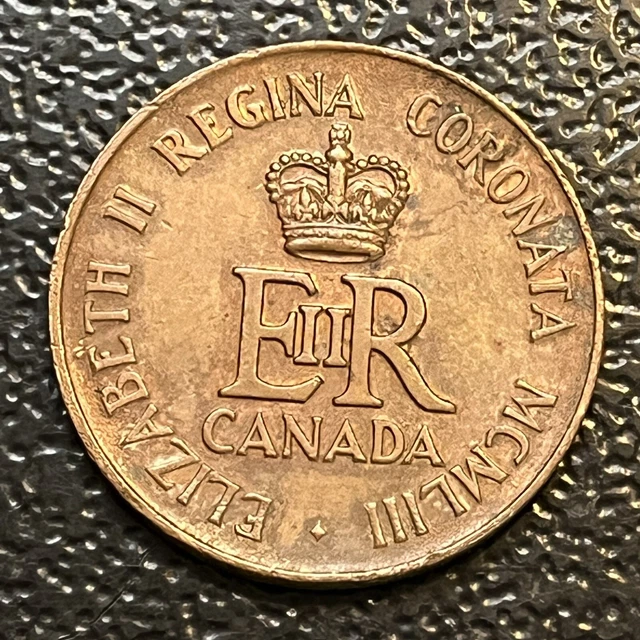 ELIZABETH II REGINA CORONATA MCMLIII
EIIR
CANADA